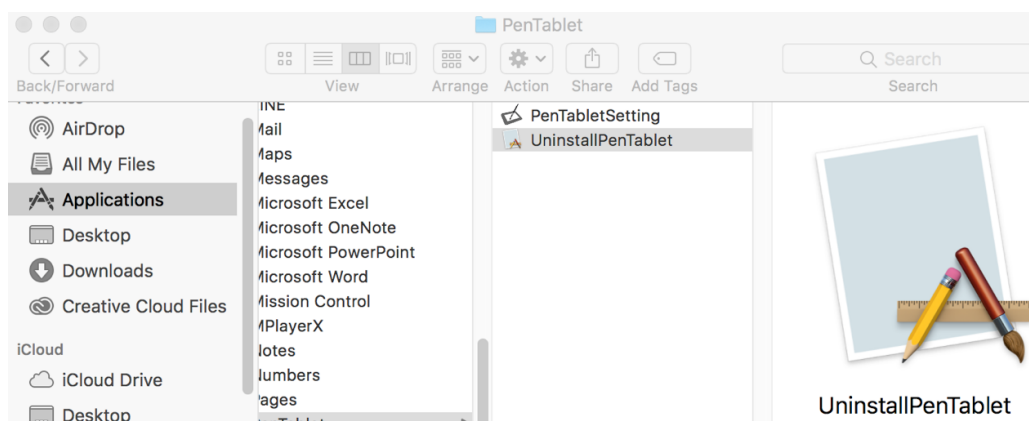 PenTablet
Search
Back/Forward
View
Arrange
Action
Share
Add Tags
Search
AirDrop
All My Files
Applications
Desktop
Downloads
Creative Cloud Files
iCloud
iCloud Drive
Desktop
INE
Mail
Maps
Messages
Microsoft Excel
Microsoft OneNote
Microsoft PowerPoint
Microsoft Word
Mission Control
MPlayerX
Notes
Numbers
Pages
PenTabletSetting
UninstallPenTablet
UninstallPenTablet